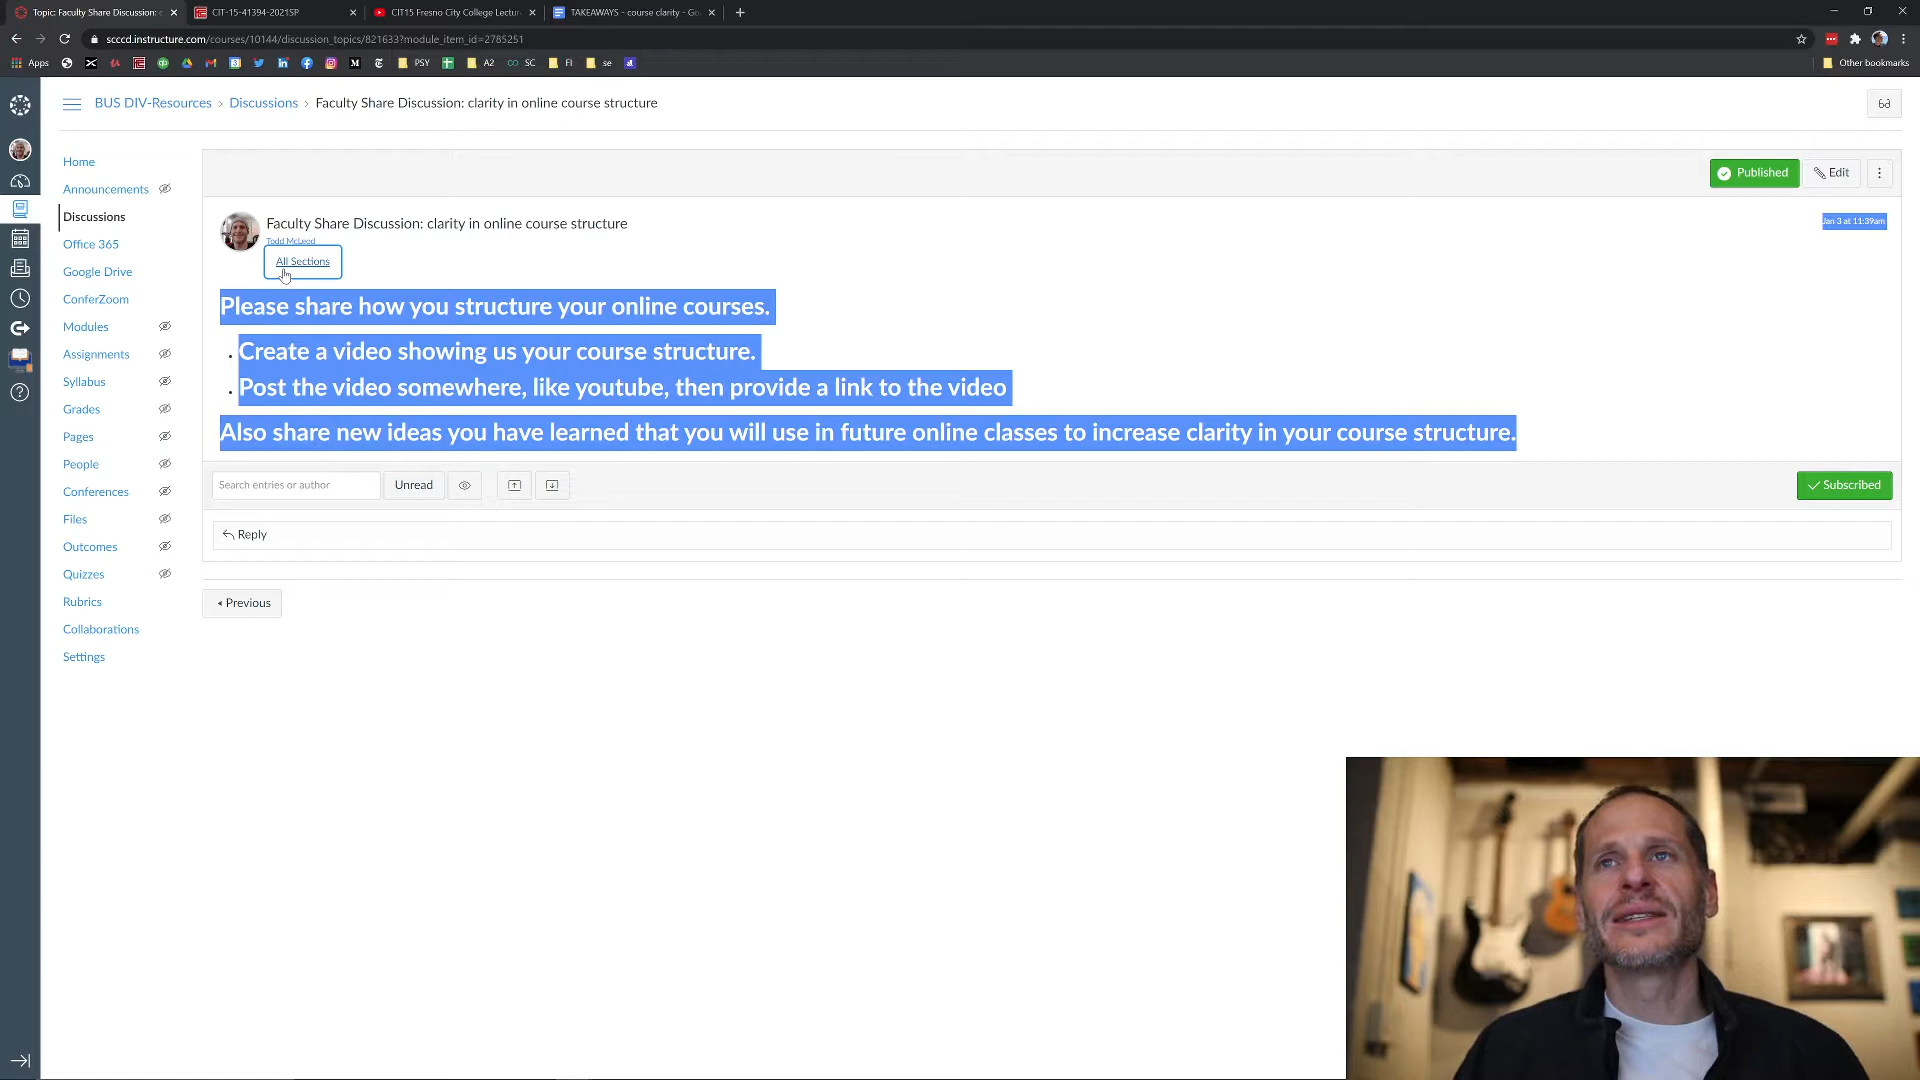 Topic: Faculty Share Discussion: c
CIT-15-41394-2021SP
CIT15 Fresno City College Lectur
TAKEAWAYS - course clarity - Go
scccd.instructure.com/courses/10144/discussion_topics/821633?module_item_id=2785251
Apps
PSY
A2
SC
FI
se
Other bookmarks
BUS DIV-Resources › Discussions › Faculty Share Discussion: clarity in online course structure
Home
Announcements
Discussions
Office 365
Google Drive
ConferZoom
Modules
Assignments
Syllabus
Grades
Pages
People
Conferences
Files
Outcomes
Quizzes
Rubrics
Collaborations
Settings
Published
Edit
Faculty Share Discussion: clarity in online course structure
Todd McLeod
All Sections
Jan 3 at 11:39am
Please share how you structure your online courses.
Create a video showing us your course structure.
Post the video somewhere, like youtube, then provide a link to the video
Also share new ideas you have learned that you will use in future online classes to increase clarity in your course structure.
Search entries or author
Unread
Subscribed
Reply
Previous